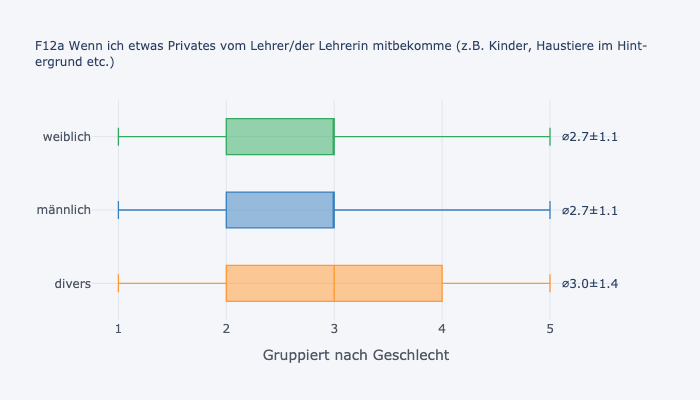 F12a Wenn ich etwas Privates vom Lehrer/der Lehrerin mitbekomme (z.B. Kinder, Haustiere im Hint-
ergrund etc.)
weiblich ⌀2.7±1.1
männlich ⌀2.7±1.1
divers ⌀3.0±1.4
1 2 3 4 5
Gruppiert nach Geschlecht